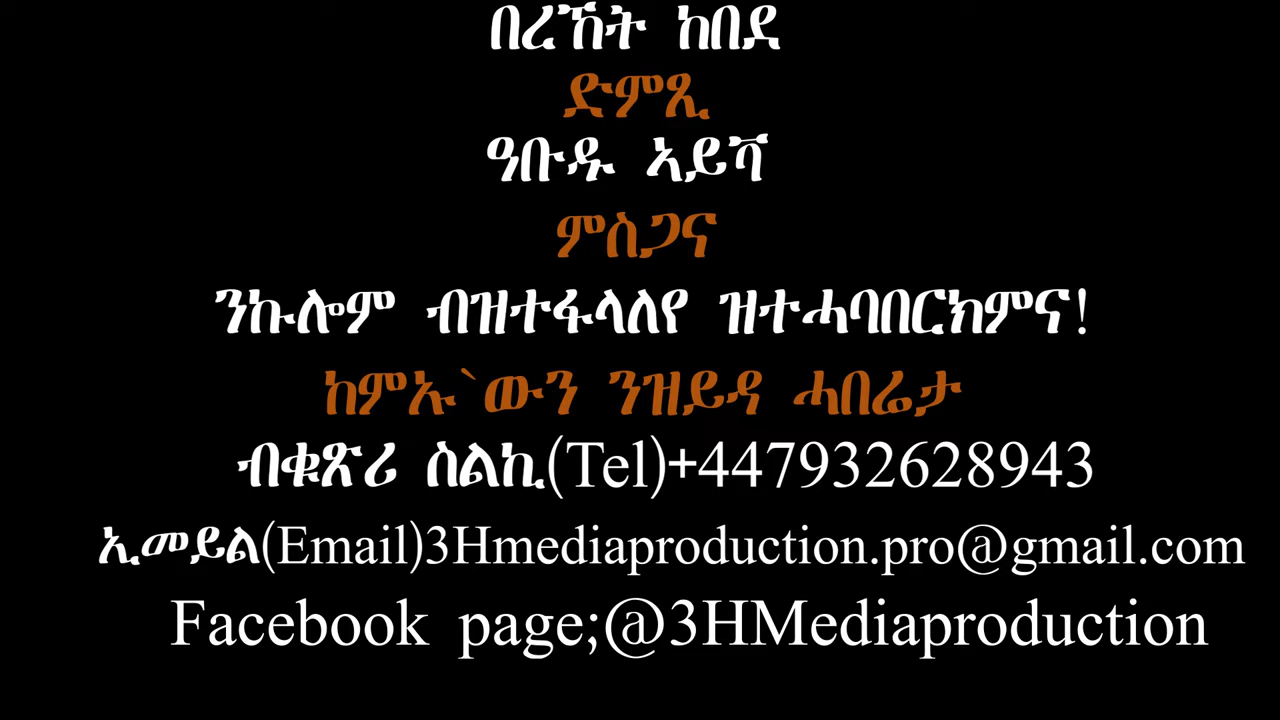 በረኸት ከበደ
ድምጺ
ዓቡዱ ኣይሻ
ምስጋና
ንኩሎም ብዝተፋላለየ ዝተሓባበርክምና!
ከምኡ`ውን ንዝይዳ ሓበሬታ
ብቁጽሪ ስልኪ(Tel)+447932628943
ኢመይል(Email)3Hmediaproduction.pro@gmail.com
Facebook page;@3HMediaproduction